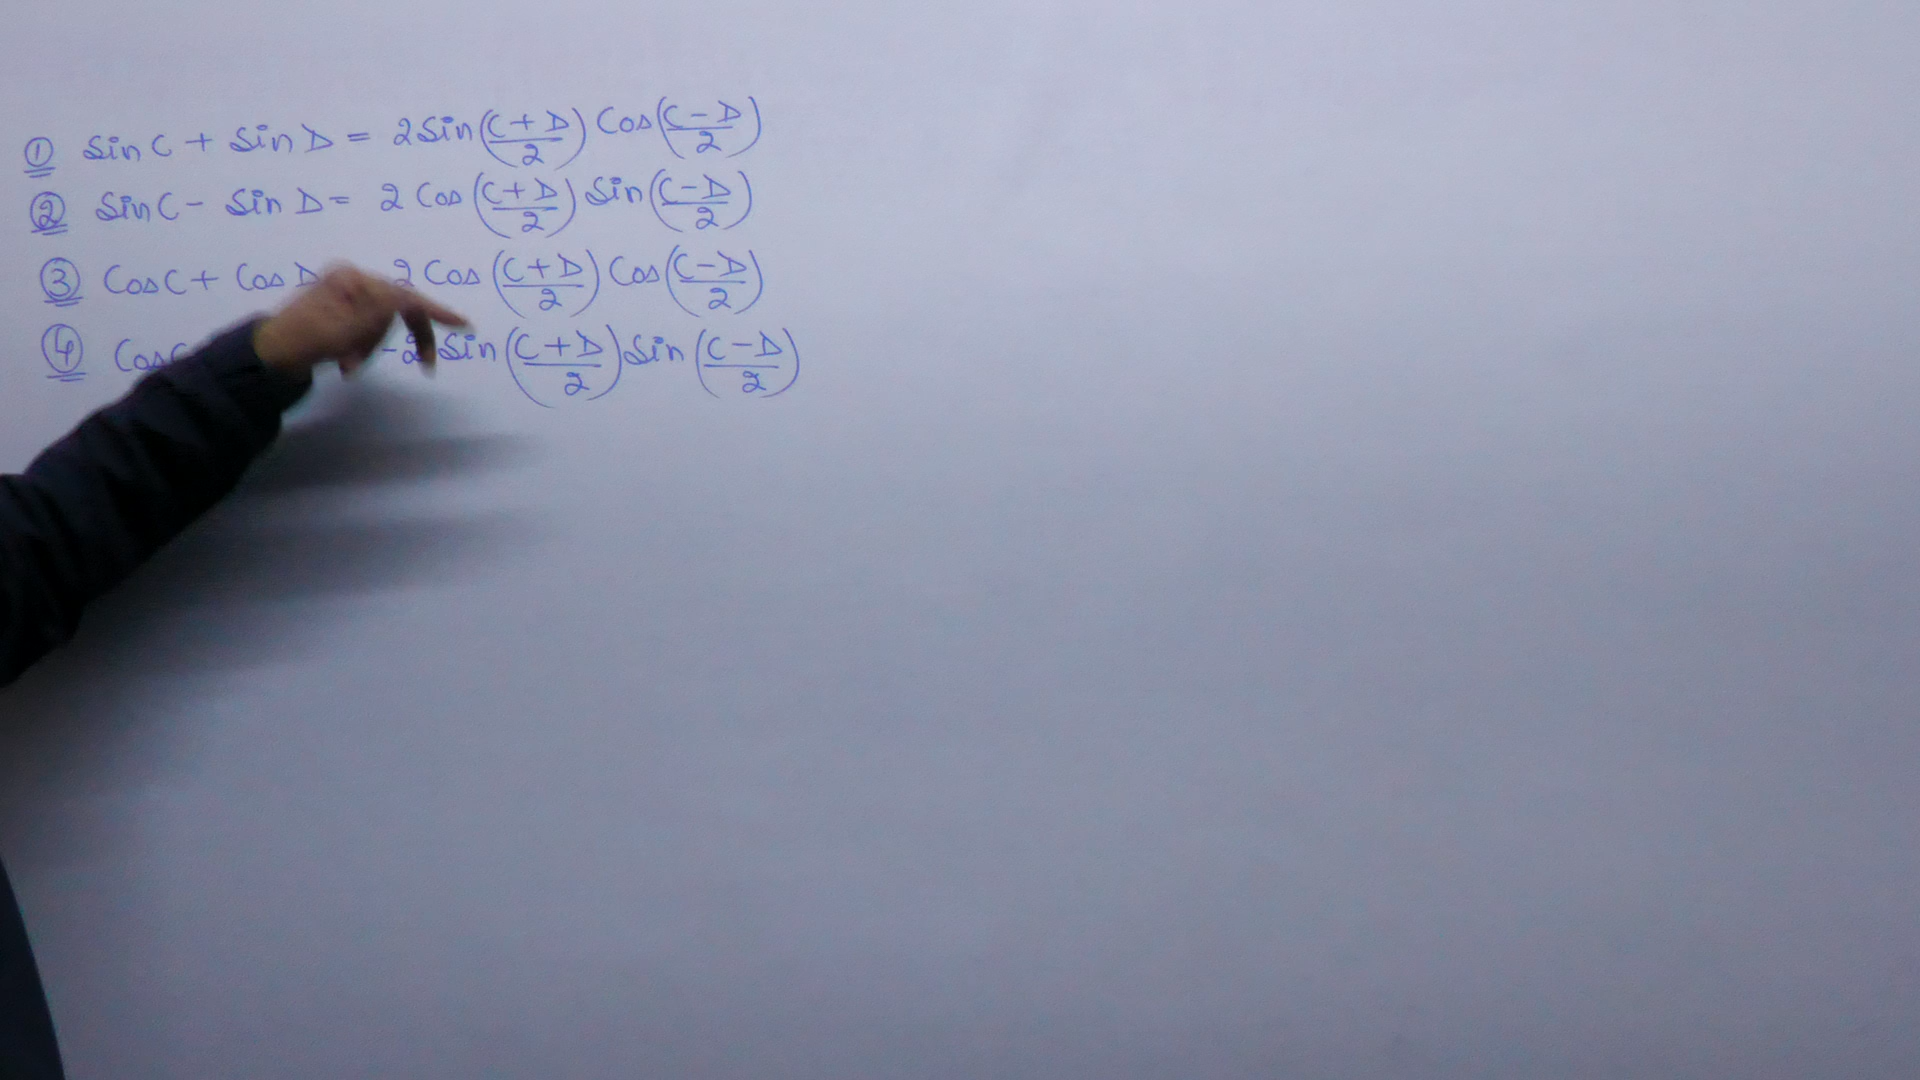 ① Sin C + Sin D = 2 Sin ((C+D)/2) Cos ((C-D)/2)
② Sin C - Sin D = 2 Cos ((C+D)/2) Sin ((C-D)/2)
③ Cos C + Cos D 2 Cos ((C+D)/2) Cos ((C-D)/2)
④ Cos C -2 Sin ((C+D)/2) Sin ((C-D)/2)